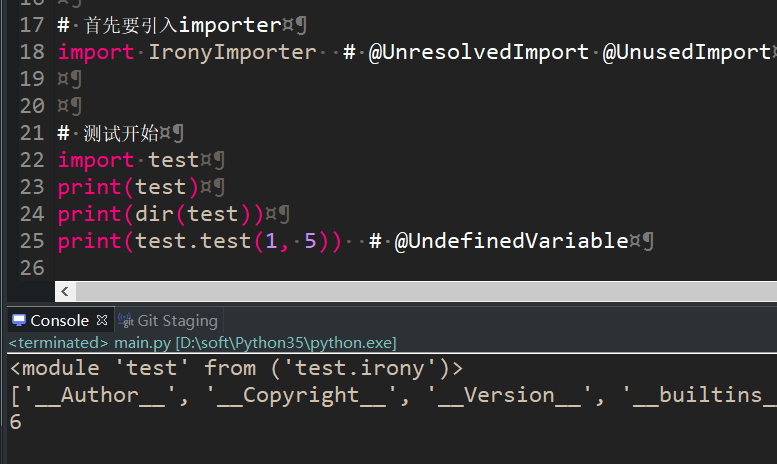 16
17 # 首先要引入importer¤¶
18 import IronyImporter  # @UnresolvedImport @UnusedImport¤
19 ¤¶
20 ¤¶
21 # 测试开始¤¶
22 import test¤¶
23 print(test)¤¶
24 print(dir(test))¤¶
25 print(test.test(1, 5))  # @UndefinedVariable¤¶
26
Console Git Staging
<terminated> main.py [D:\soft\Python35\python.exe]
<module 'test' from ('test.irony')>
['__Author__', '__Copyright__', '__Version__', '__builtins_
6